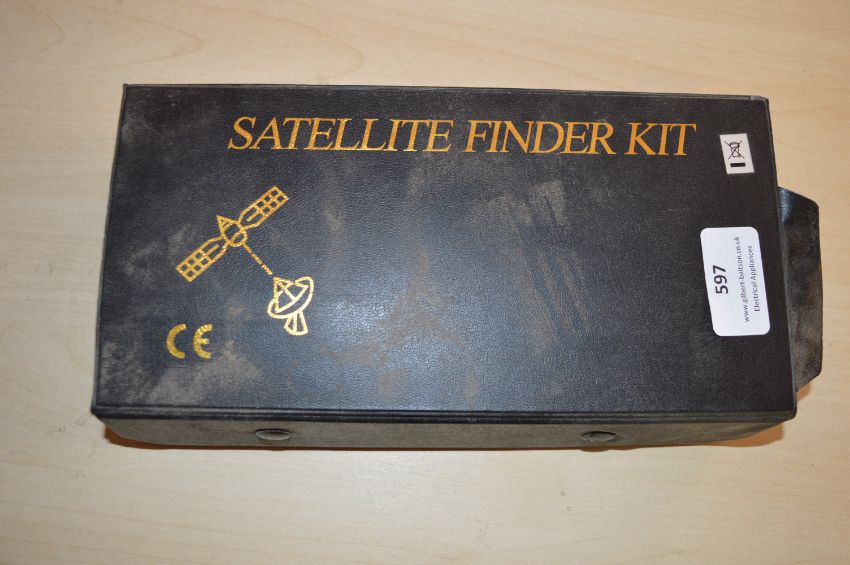 SATELLITE FINDER KIT
597
www.gilbert-baitson.co.uk
Electrical Appliances
CE